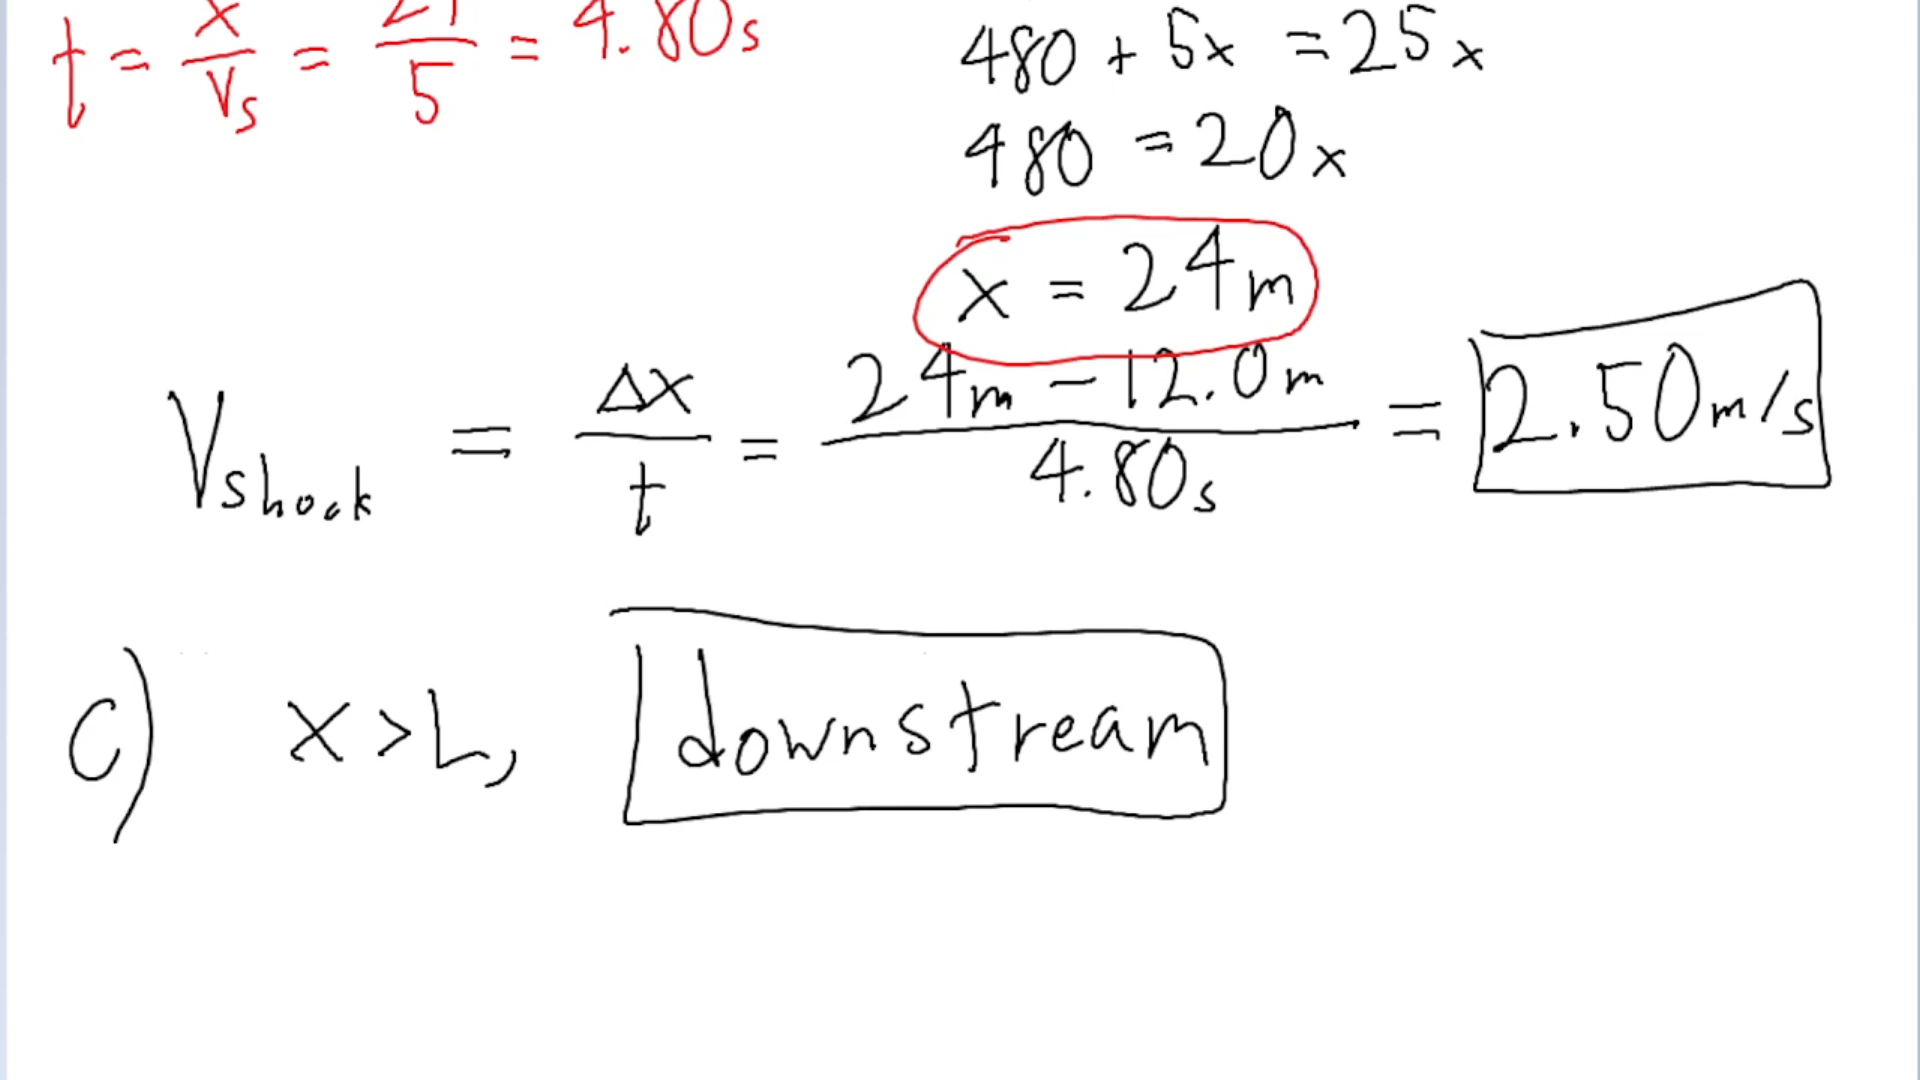 t = x/Vs = 24/5 = 4.80s
480 + 5x = 25x
480 = 20x
x = 24m
Vshock = Δx/t = (24m - 12.0m)/4.80s = 2.50m/s
c) x>L, downstream